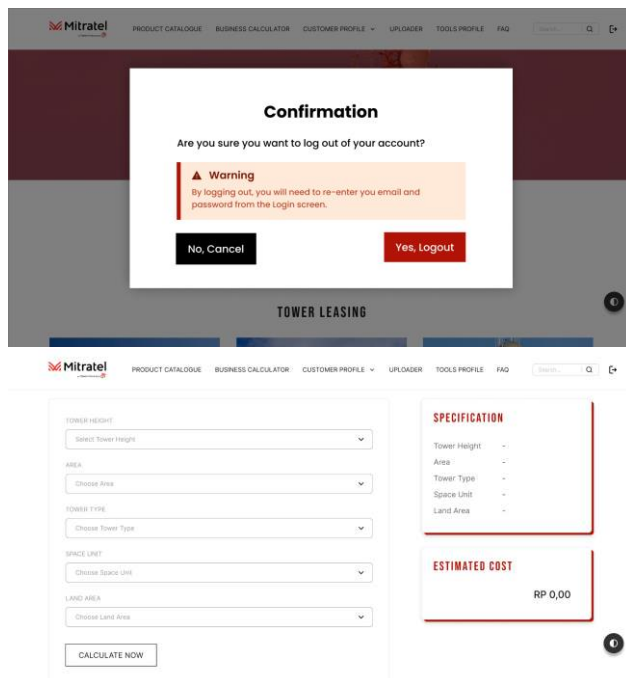 Mitratel
PRODUCT CATALOGUE BUSINESS CALCULATOR CUSTOMER PROFILE UPLOADER TOOLS PROFILE FAQ Search...
Confirmation
Are you sure you want to log out of your account?
Warning
By logging out, you will need to re-enter you email and
password from the Login screen.
No, Cancel
Yes, Logout
TOWER LEASING
Mitratel
PRODUCT CATALOGUE BUSINESS CALCULATOR CUSTOMER PROFILE UPLOADER TOOLS PROFILE FAQ Search...
TOWER HEIGHT
Select Tower Height
AREA
Choose Area
TOWER TYPE
Choose Tower Type
SPACE UNIT
Choose Space Unit
LAND AREA
Choose Land Area
CALCULATE NOW
SPECIFICATION
Tower Height -
Area -
Tower Type -
Space Unit -
Land Area -
ESTIMATED COST
RP 0,00